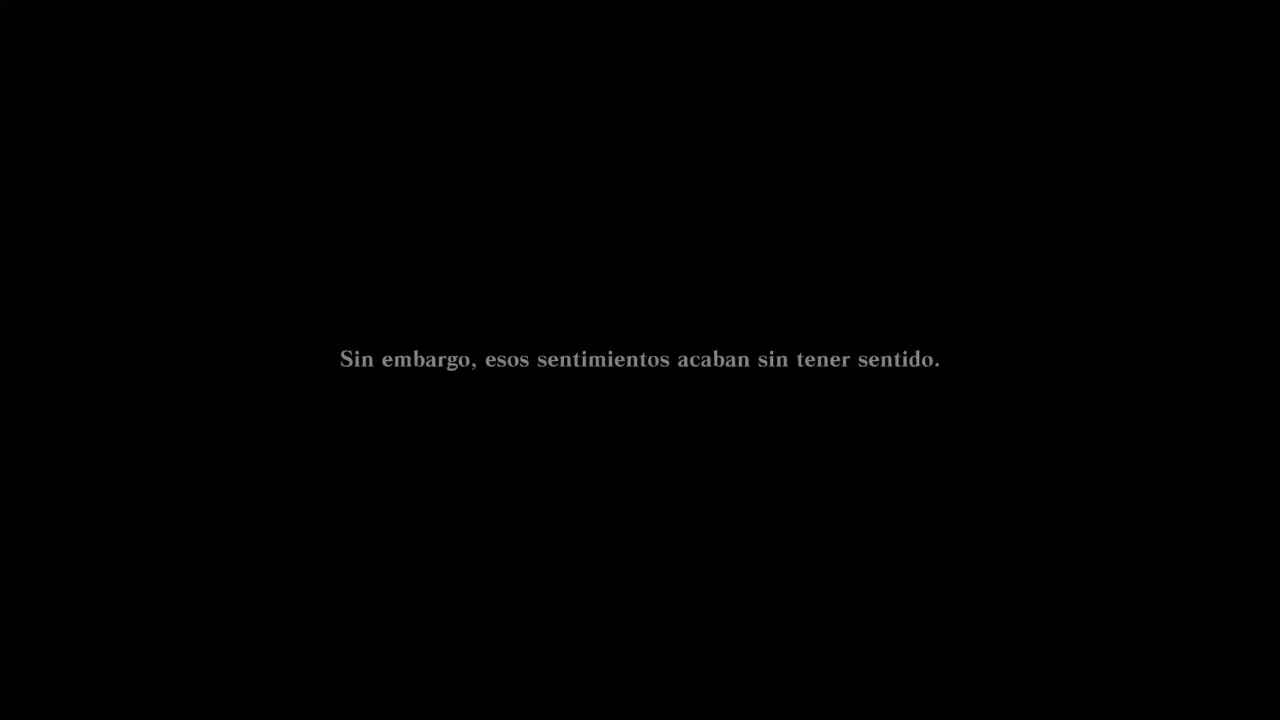 Sin embargo, esos sentimientos acaban sin tener sentido.